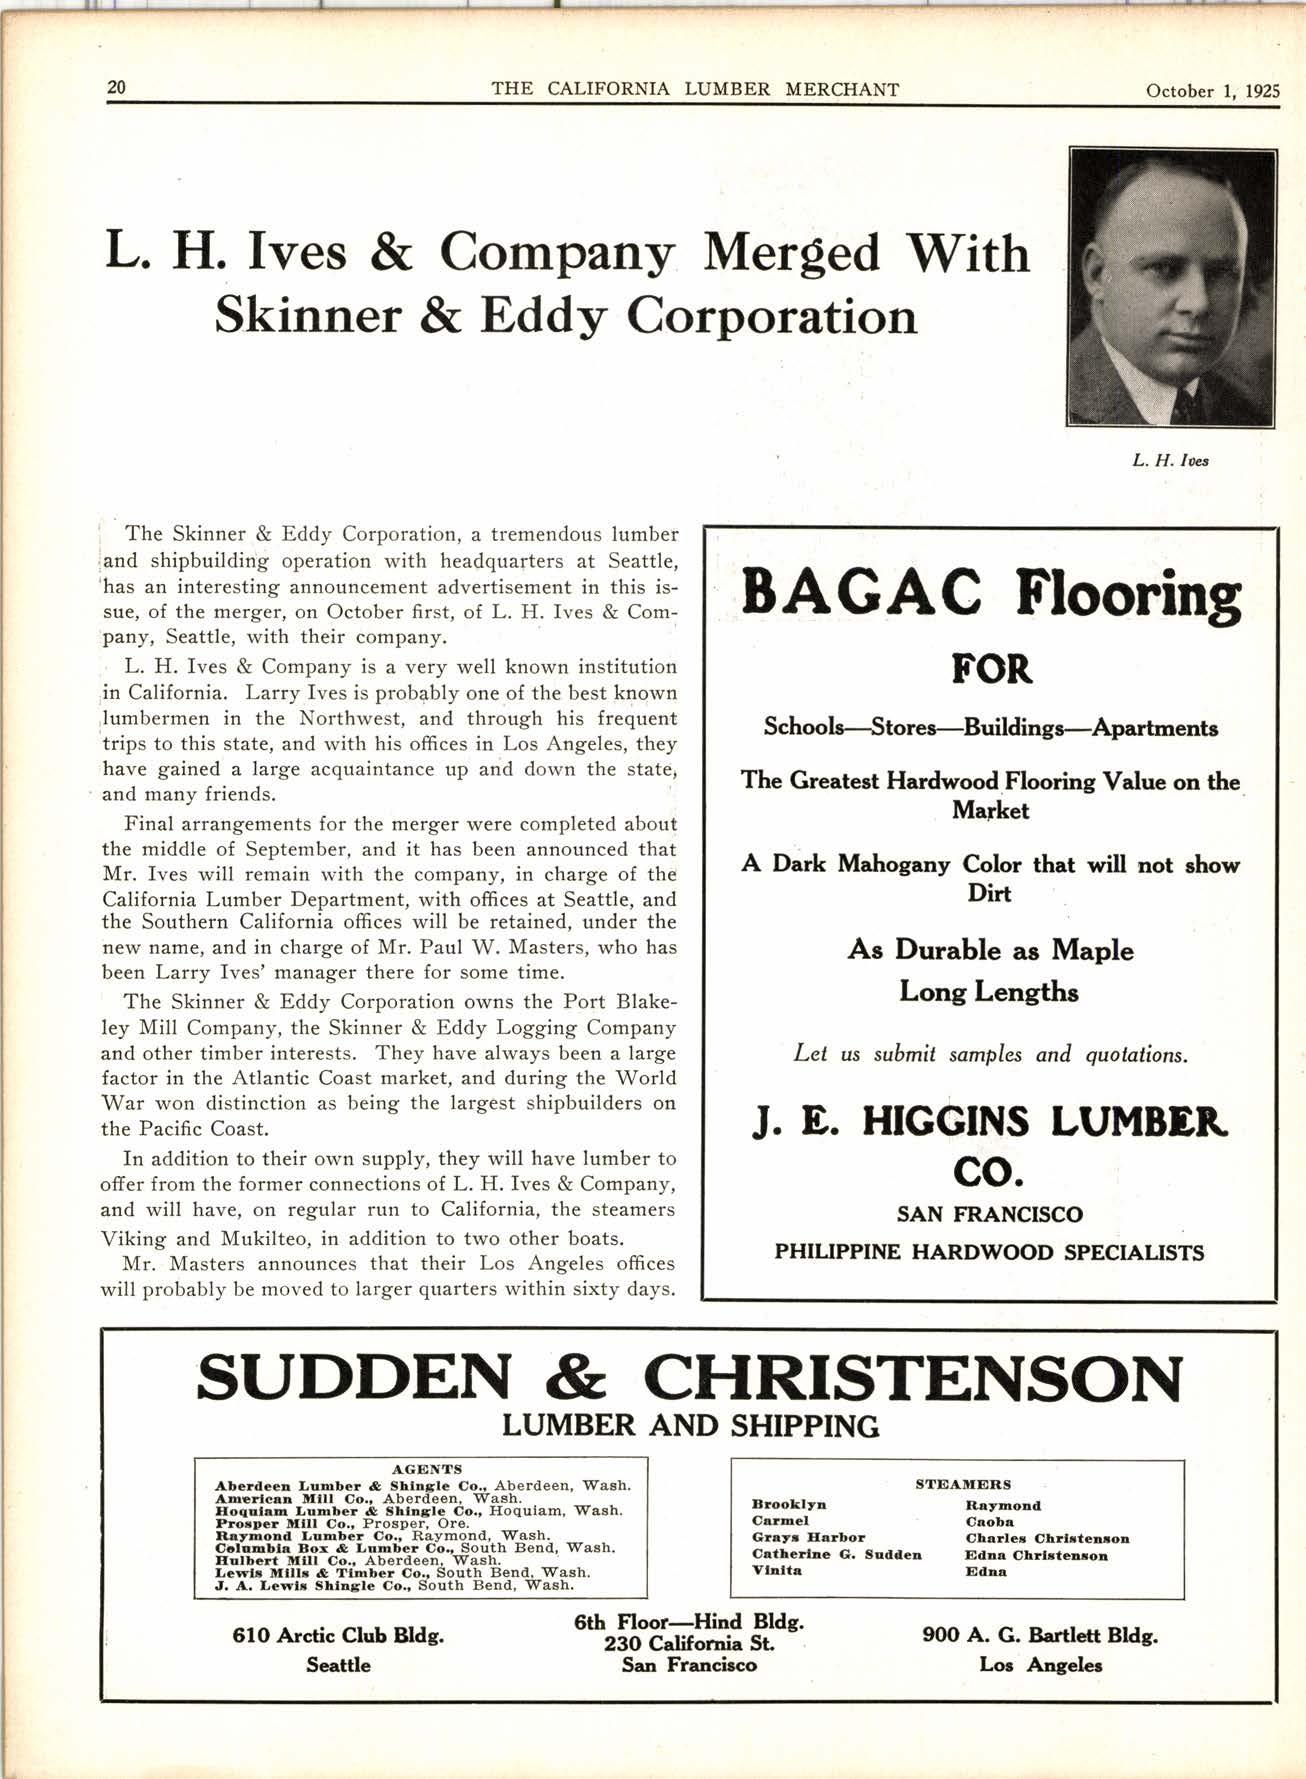 20
THE CALIFORNIA LUMBER MERCHANT
October 1, 1925
L. H. Ives & Company Merged With
Skinner & Eddy Corporation
L. H. Ives
The Skinner & Eddy Corporation, a tremendous lumber
and shipbuilding operation with headquarters at Seattle,
has an interesting announcement advertisement in this is-
sue, of the merger, on October first, of L. H. Ives & Com-
pany, Seattle, with their company.
L. H. Ives & Company is a very well known institution
in California. Larry Ives is probably one of the best known
lumbermen in the Northwest, and through his frequent
trips to this state, and with his offices in Los Angeles, they
have gained a large acquaintance up and down the state,
and many friends.
Final arrangements for the merger were completed about
the middle of September, and it has been announced that
Mr. Ives will remain with the company, in charge of the
California Lumber Department, with offices at Seattle, and
the Southern California offices will be retained, under the
new name, and in charge of Mr. Paul W. Masters, who has
been Larry Ives' manager there for some time.
The Skinner & Eddy Corporation owns the Port Blake-
ley Mill Company, the Skinner & Eddy Logging Company
and other timber interests. They have always been a large
factor in the Atlantic Coast market, and during the World
War won distinction as being the largest shipbuilders on
the Pacific Coast.
In addition to their own supply, they will have lumber to
offer from the former connections of L. H. Ives & Company,
and will have, on regular run to California, the steamers
Viking and Mukilteo, in addition to two other boats.
Mr. Masters announces that their Los Angeles offices
will probably be moved to larger quarters within sixty days.
BAGAC Flooring
FOR
Schools—Stores—Buildings—Apartments
The Greatest Hardwood Flooring Value on the
Market
A Dark Mahogany Color that will not show
Dirt
As Durable as Maple
Long Lengths
Let us submit samples and quotations.
J. E. HIGGINS LUMBER
CO.
SAN FRANCISCO
PHILIPPINE HARDWOOD SPECIALISTS
SUDDEN & CHRISTENSON
LUMBER AND SHIPPING
AGENTS
Aberdeen Lumber & Shingle Co., Aberdeen, Wash.
American Mill Co., Aberdeen, Wash.
Hoquiam Lumber & Shingle Co., Hoquiam, Wash.
Prosper Mill Co., Prosper, Ore.
Raymond Lumber Co., Raymond, Wash.
Columbia Box & Lumber Co., South Bend, Wash.
Hulbert Mill Co., Aberdeen, Wash.
Lewis Mills & Timber Co., South Bend, Wash.
J. A. Lewis Shingle Co., South Bend, Wash.
STEAMERS
Brooklyn
Carmel
Grays Harbor
Catherine G. Sudden
Vinita
Raymond
Caoba
Charles Christenson
Edna Christenson
Edna
610 Arctic Club Bldg.
Seattle
6th Floor—Hind Bldg.
230 California St.
San Francisco
900 A. G. Bartlett Bldg.
Los Angeles